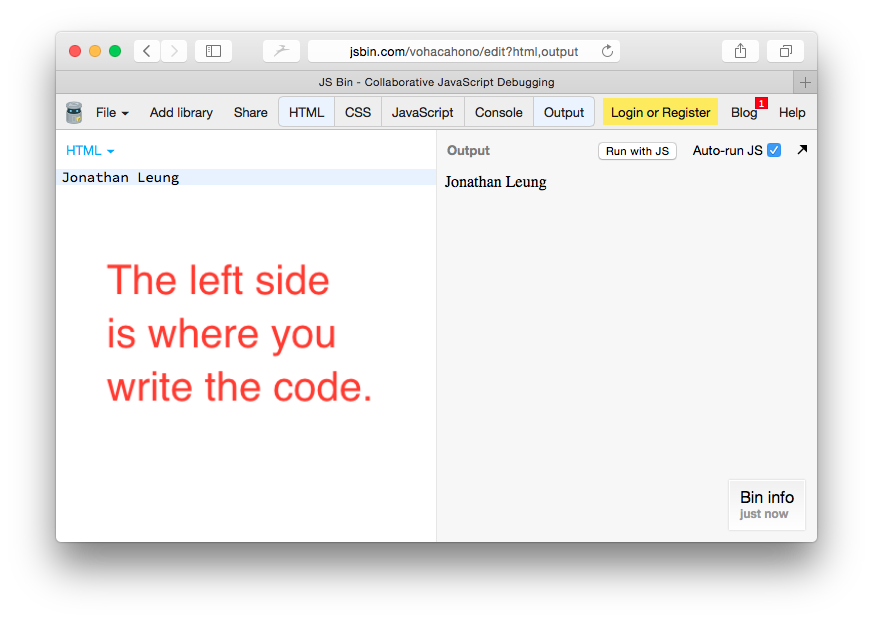 jsbin.com/vohacahono/edit?html,output
JS Bin - Collaborative JavaScript Debugging
File Add library Share HTML CSS JavaScript Console Output Login or Register Blog 1 Help
HTML
Output Run with JS Auto-run JS
Jonathan Leung
Jonathan Leung
The left side
is where you
write the code.
Bin info
just now